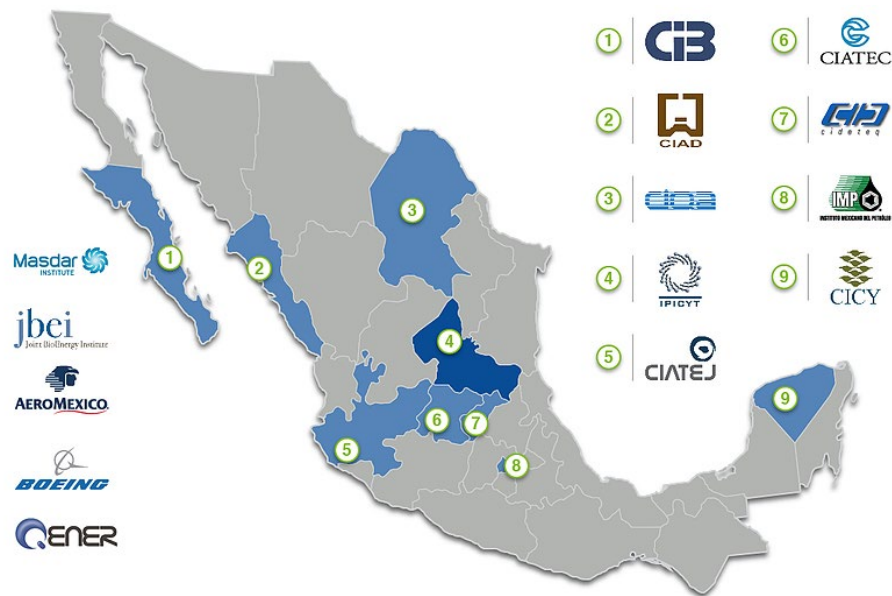 1
CIB
6
CIATEC
2
CIAD
7
cideteq
3
CIQA
8
IMP
INSTITUTO MEXICANO DEL PETRÓLEO
4
IPICYT
9
CICY
5
CIATEJ
Masdar
INSTITUTE
jbei
Joint BioEnergy Institute
AEROMEXICO.
BOEING
QENER
1
2
3
4
5
6
7
8
9